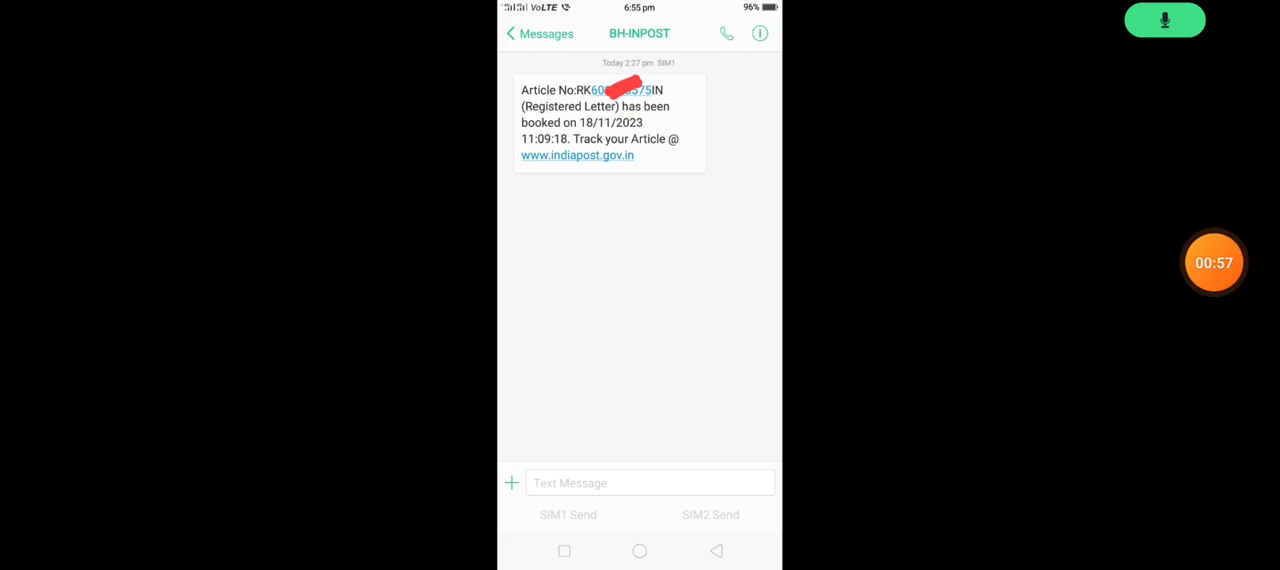 VoLTE 6:55 pm 96%
Messages BH-INPOST
Today 2:27 pm SIM1
Article No:RK60 575IN
(Registered Letter) has been
booked on 18/11/2023
11:09:18. Track your Article @
www.indiapost.gov.in
00:57
Text Message
SIM1 Send SIM2 Send